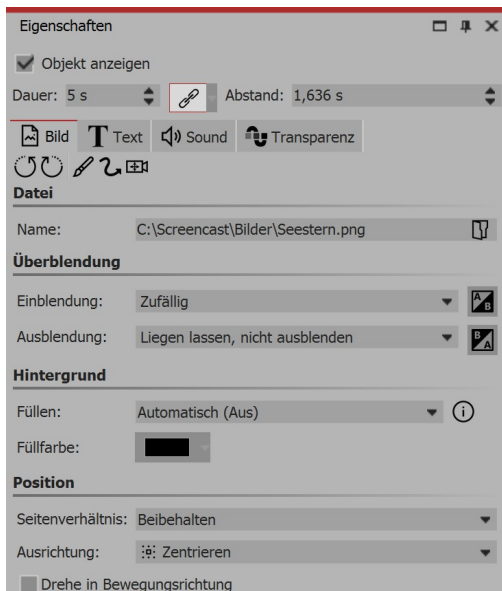 Eigenschaften
Objekt anzeigen
Dauer: 5 s Abstand: 1,636 s
Bild Text Sound Transparenz
Datei
Name: C:\Screencast\Bilder\Seestern.png
Überblendung
Einblendung: Zufällig A B
Ausblendung: Liegen lassen, nicht ausblenden B A
Hintergrund
Füllen: Automatisch (Aus)
Füllfarbe:
Position
Seitenverhältnis: Beibehalten
Ausrichtung: Zentrieren
Drehe in Bewegungsrichtung